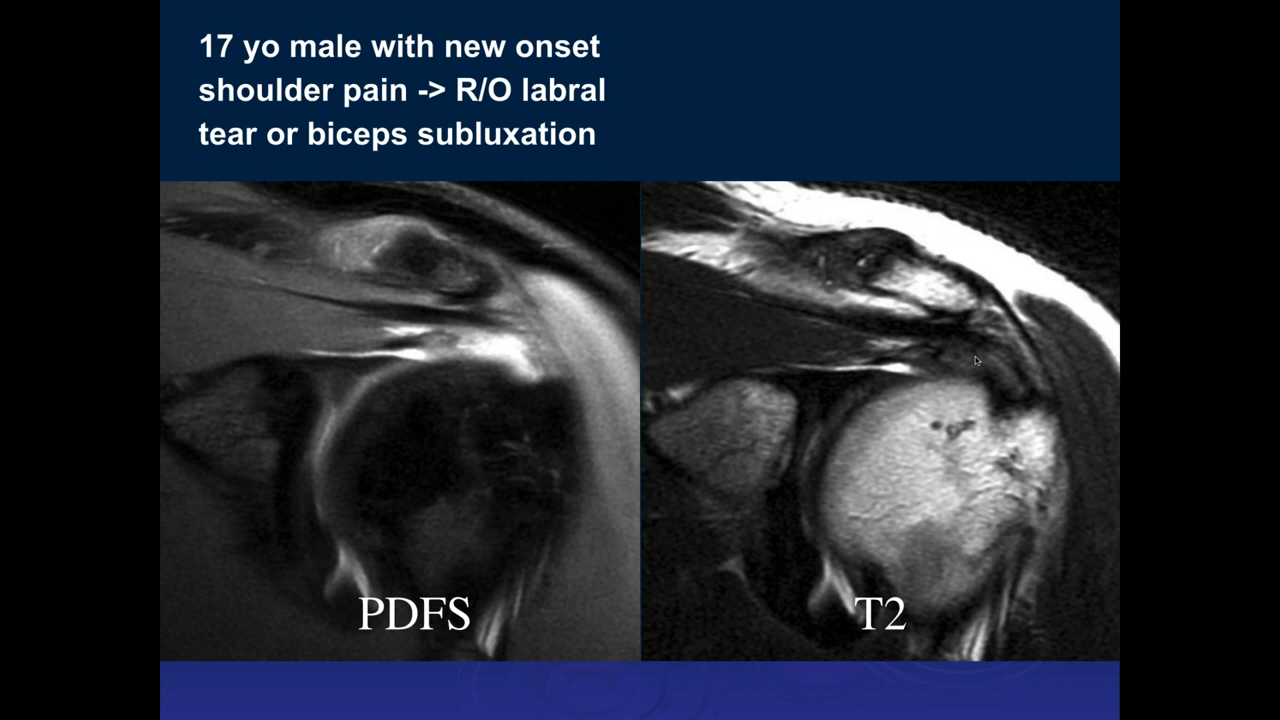 17 yo male with new onset
shoulder pain -> R/O labral
tear or biceps subluxation
PDFS
T2